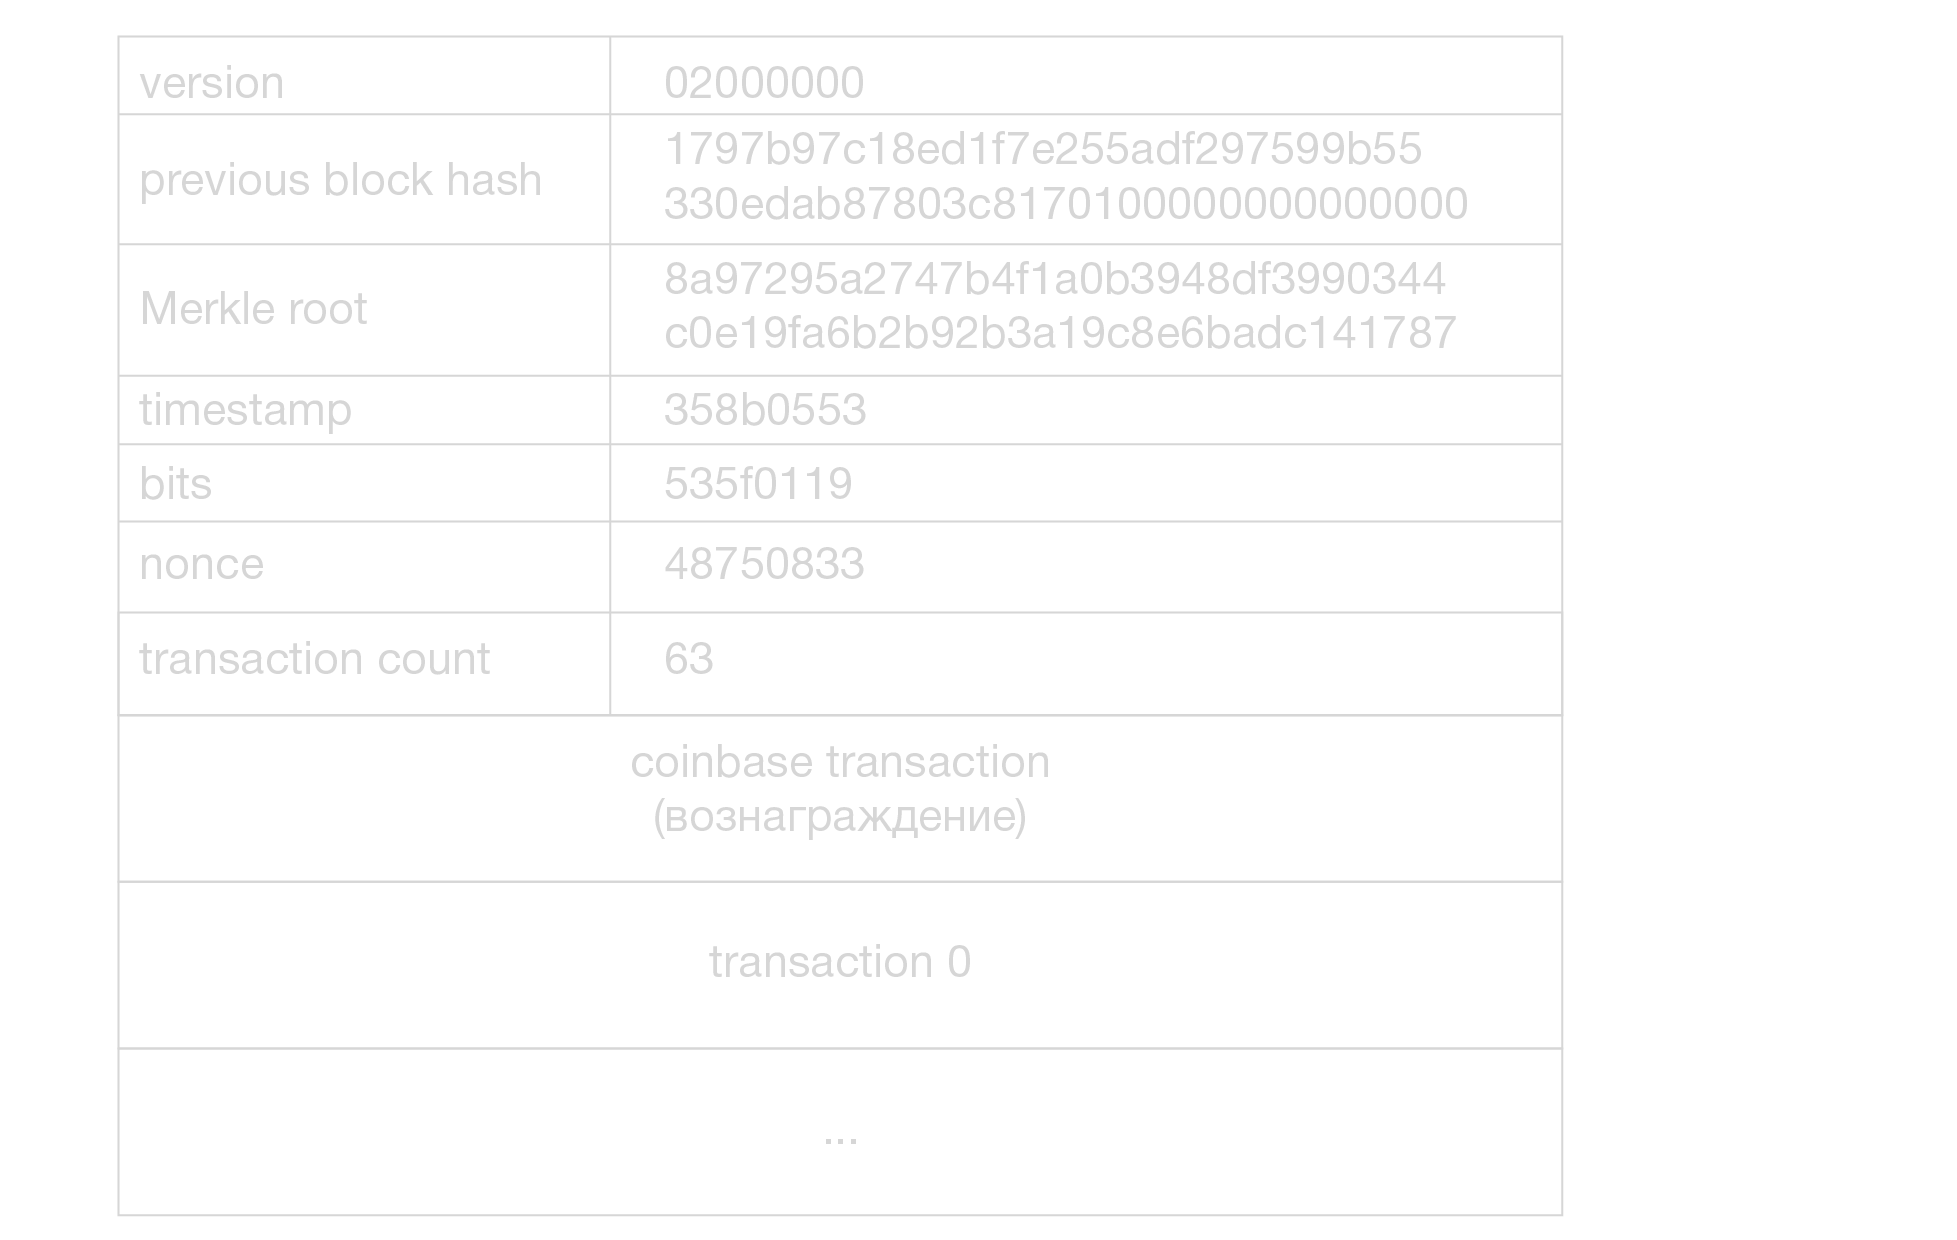 version 02000000
previous block hash 1797b97c18ed1f7e255adf297599b55
330edab87803c8170100000000000000
Merkle root 8a97295a2747b4f1a0b3948df3990344
c0e19fa6b2b92b3a19c8e6badc141787
timestamp 358b0553
bits 535f0119
nonce 48750833
transaction count 63
coinbase transaction
(вознаграждение)
transaction 0
...